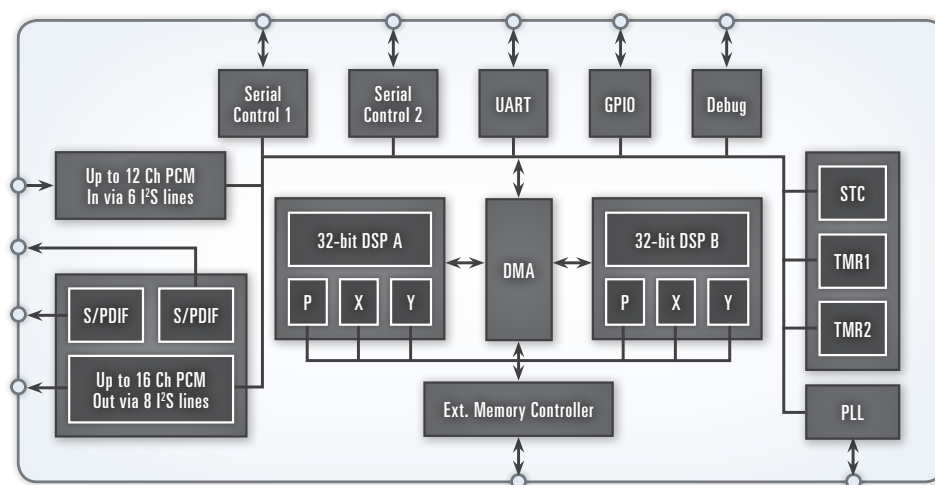 Serial
Control 1
Serial
Control 2
UART
GPIO
Debug
Up to 12 Ch PCM
In via 6 I²S lines
32-bit DSP A
P
X
Y
DMA
32-bit DSP B
P
X
Y
STC
TMR1
TMR2
S/PDIF
S/PDIF
Up to 16 Ch PCM
Out via 8 I²S lines
Ext. Memory Controller
PLL